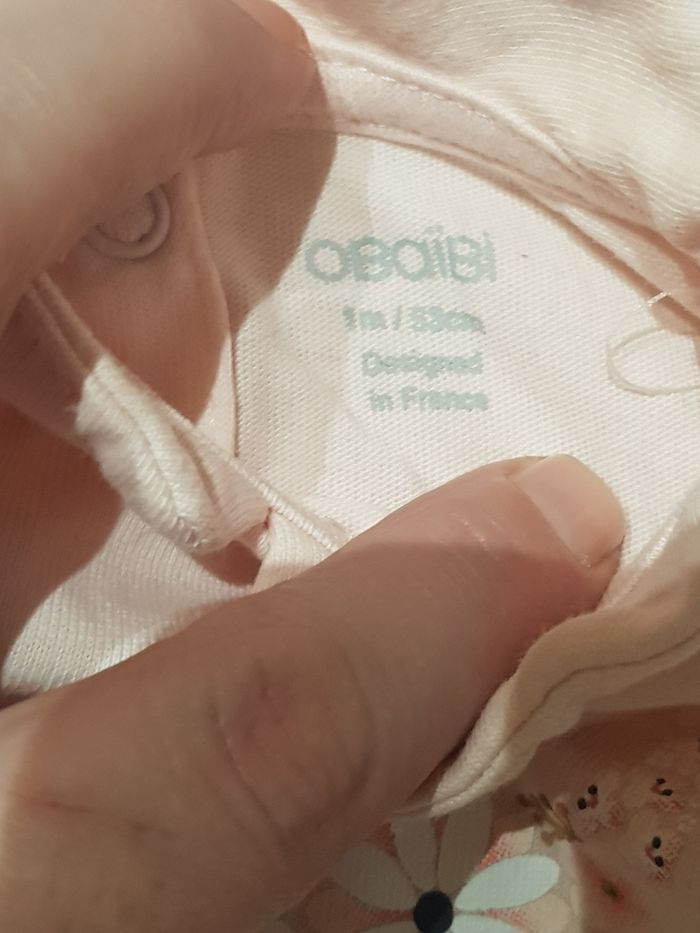 obaïbi
1m / 53cm
Designed
in France